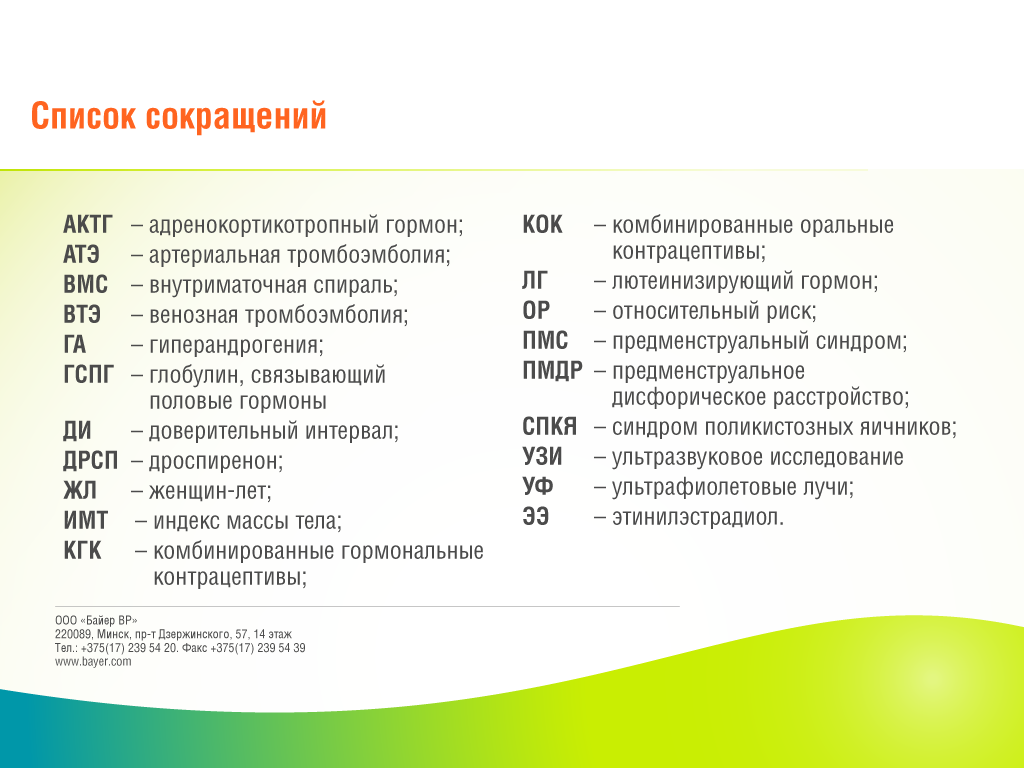 Список сокращений
АКТГ – адренокортикотропный гормон;
АТЭ – артериальная тромбоэмболия;
ВМС – внутриматочная спираль;
ВТЭ – венозная тромбоэмболия;
ГА – гиперандрогения;
ГСПГ – глобулин, связывающий
половые гормоны
ДИ – доверительный интервал;
ДРСП – дроспиренон;
ЖЛ – женщин-лет;
ИМТ – индекс массы тела;
КГК – комбинированные гормональные
контрацептивы;
КОК – комбинированные оральные
контрацептивы;
ЛГ – лютеинизирующий гормон;
ОР – относительный риск;
ПМС – предменструальный синдром;
ПМДР – предменструальное
дисфорическое расстройство;
СПКЯ – синдром поликистозных яичников;
УЗИ – ультразвуковое исследование
УФ – ультрафиолетовые лучи;
ЭЭ – этинилэстрадиол.
ООО «Байер ВР»
220089, Минск, пр-т Дзержинского, 57, 14 этаж
Тел.: +375(17) 239 54 20. Факс +375(17) 239 54 39
www.bayer.com